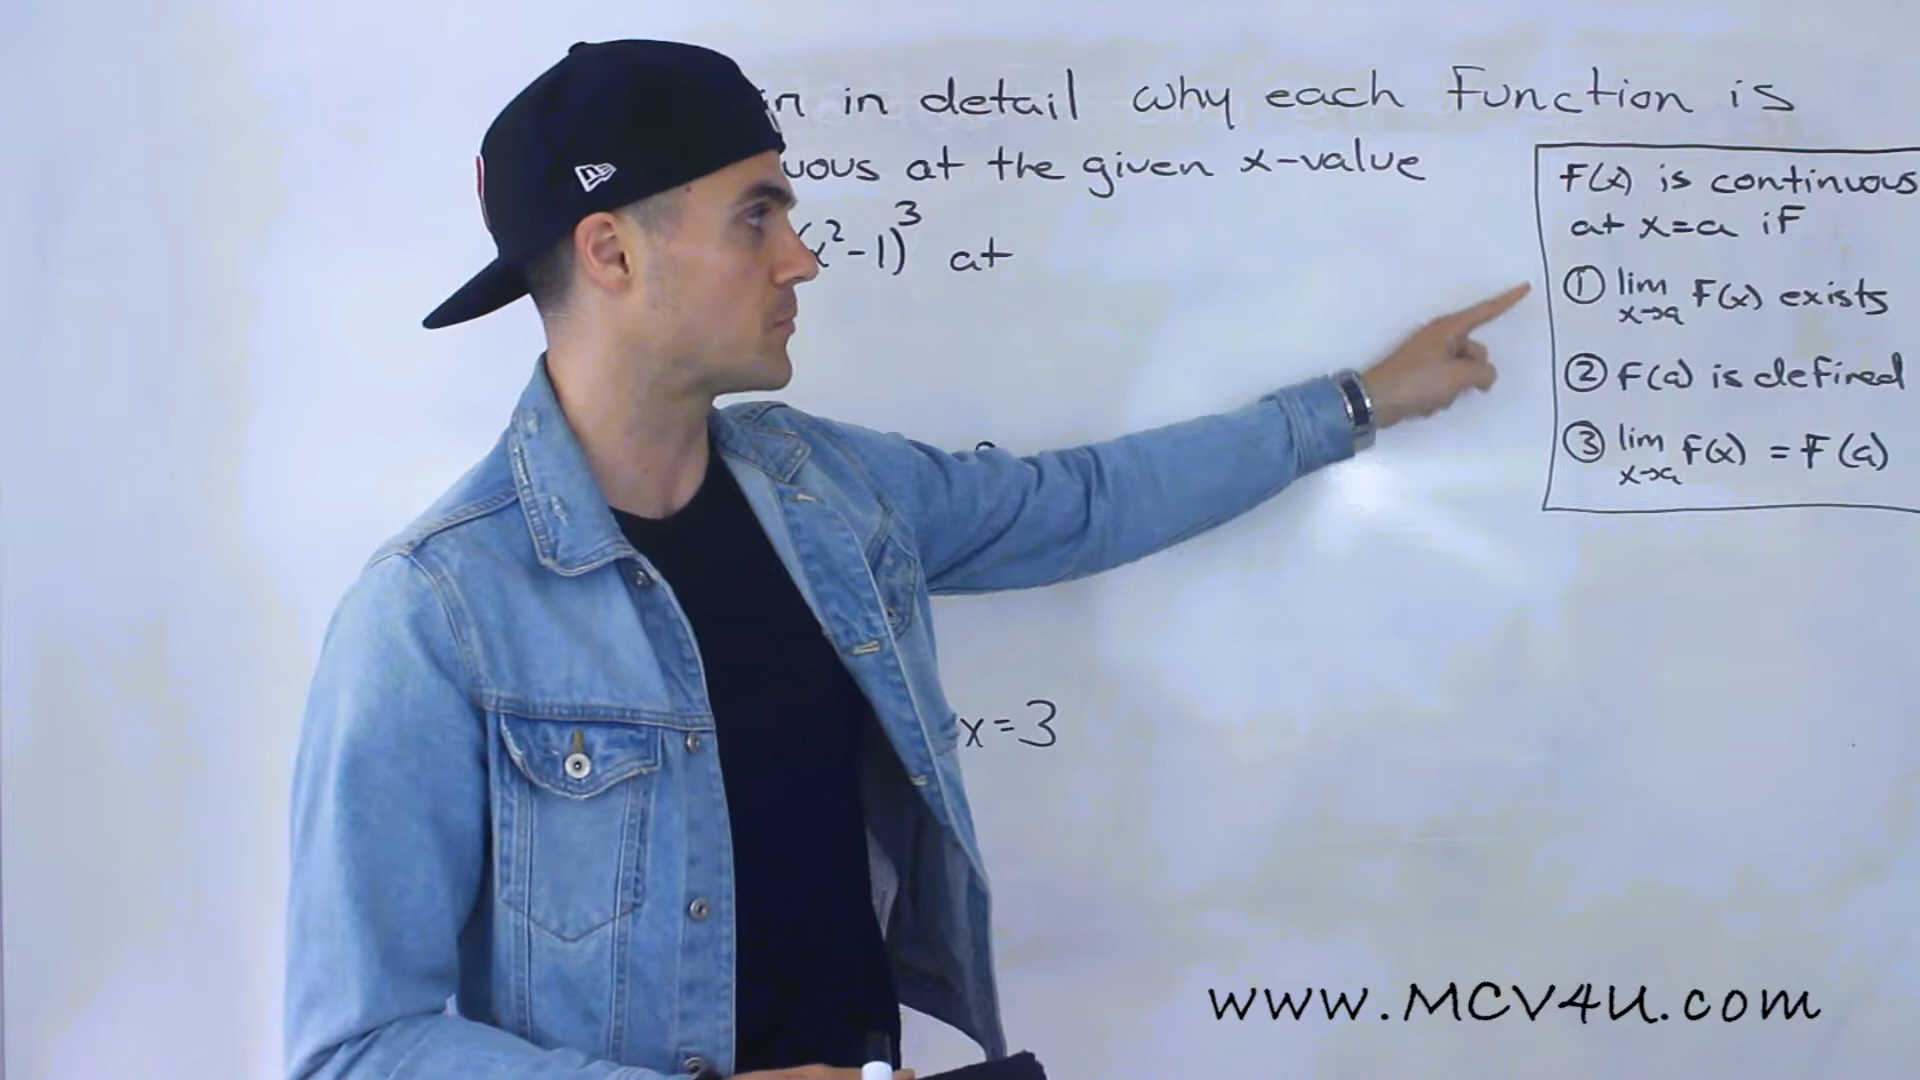 in detail why each Function is
at the given x-value
(x²-1)³ at
x=3
F(x) is continuous
at x=a if
① lim x→a F(x) exists
② F(a) is defined
③ lim x→a F(x) = F(a)
www.MCV4U.com